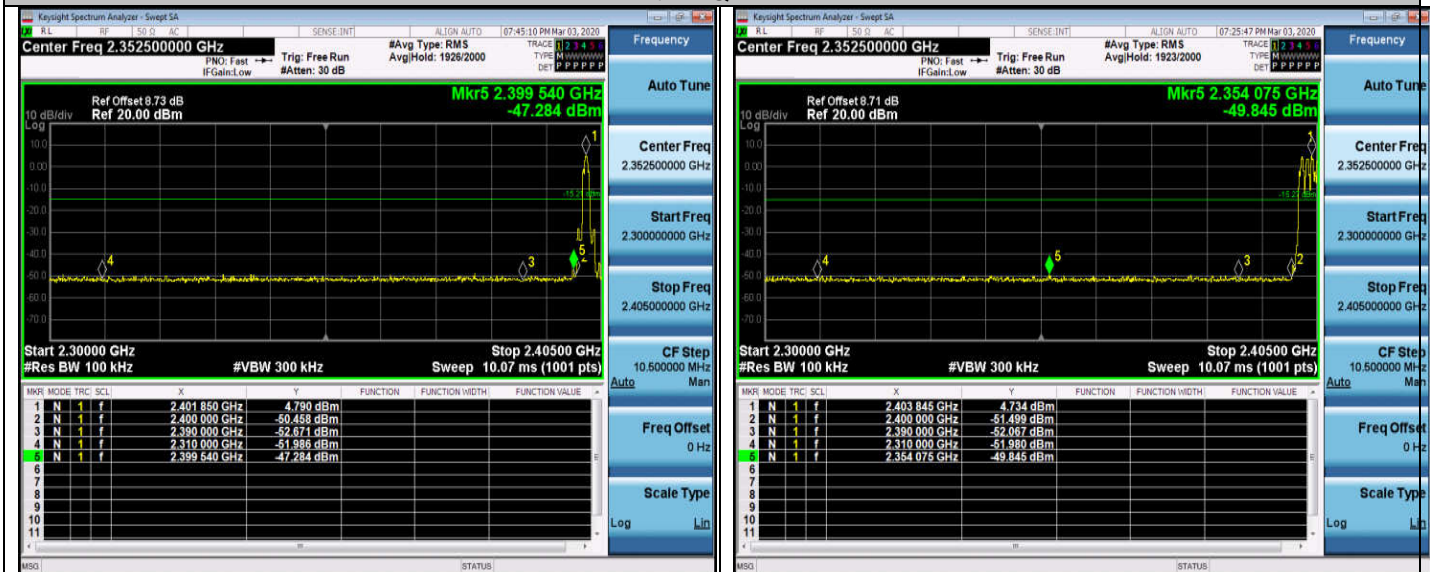 Keysight Spectrum Analyzer - Swept SA
RL RF 50 Ω AC SENSE:INT ALIGN AUTO 07:45:10 PM Mar 03, 2020
Center Freq 2.352500000 GHz
#Avg Type: RMS
TRACE 1 2 3 4 5 6
PNO: Fast Trig: Free Run Avg|Hold: 1926/2000 TYPE M W W W W W
IFGain:Low #Atten: 30 dB DET P P P P P P
Mkr5 2.399 540 GHz
-47.284 dBm
Ref Offset 8.73 dB
10 dB/div Ref 20.00 dBm
Log
10.0
0.00
-10.0
-20.0
-30.0
-40.0
-50.0
-60.0
-70.0
1
4
3
5
Start 2.30000 GHz Stop 2.40500 GHz
#Res BW 100 kHz #VBW 300 kHz Sweep 10.07 ms (1001 pts)
MKR MODE TRC SCL X Y FUNCTION FUNCTION WIDTH FUNCTION VALUE
1 N 1 f 2.401 850 GHz 4.790 dBm
2 N 1 f 2.400 000 GHz -50.458 dBm
3 N 1 f 2.390 000 GHz -52.671 dBm
4 N 1 f 2.310 000 GHz -51.986 dBm
5 N 1 f 2.399 540 GHz -47.284 dBm
6
7
8
9
10
11
MSG STATUS
Frequency
Auto Tune
Center Freq
2.352500000 GHz
Start Freq
2.300000000 GHz
Stop Freq
2.405000000 GHz
CF Step
10.500000 MHz
Auto Man
Freq Offset
0 Hz
Scale Type
Log Lin
Keysight Spectrum Analyzer - Swept SA
RL RF 50 Ω AC SENSE:INT ALIGN AUTO 07:25:47 PM Mar 03, 2020
Center Freq 2.352500000 GHz
#Avg Type: RMS
TRACE 1 2 3 4 5 6
PNO: Fast Trig: Free Run Avg|Hold: 1923/2000 TYPE M W W W W W
IFGain:Low #Atten: 30 dB DET P P P P P P
Mkr5 2.354 075 GHz
-49.845 dBm
Ref Offset 8.71 dB
10 dB/div Ref 20.00 dBm
Log
10.0
0.00
-10.0
-20.0
-30.0
-40.0
-50.0
-60.0
-70.0
1
4
5
3
2
Start 2.30000 GHz Stop 2.40500 GHz
#Res BW 100 kHz #VBW 300 kHz Sweep 10.07 ms (1001 pts)
MKR MODE TRC SCL X Y FUNCTION FUNCTION WIDTH FUNCTION VALUE
1 N 1 f 2.403 845 GHz 4.734 dBm
2 N 1 f 2.400 000 GHz -51.499 dBm
3 N 1 f 2.390 000 GHz -52.067 dBm
4 N 1 f 2.310 000 GHz -51.980 dBm
5 N 1 f 2.354 075 GHz -49.845 dBm
6
7
8
9
10
11
MSG STATUS
Frequency
Auto Tune
Center Freq
2.352500000 GHz
Start Freq
2.300000000 GHz
Stop Freq
2.405000000 GHz
CF Step
10.500000 MHz
Auto Man
Freq Offset
0 Hz
Scale Type
Log Lin